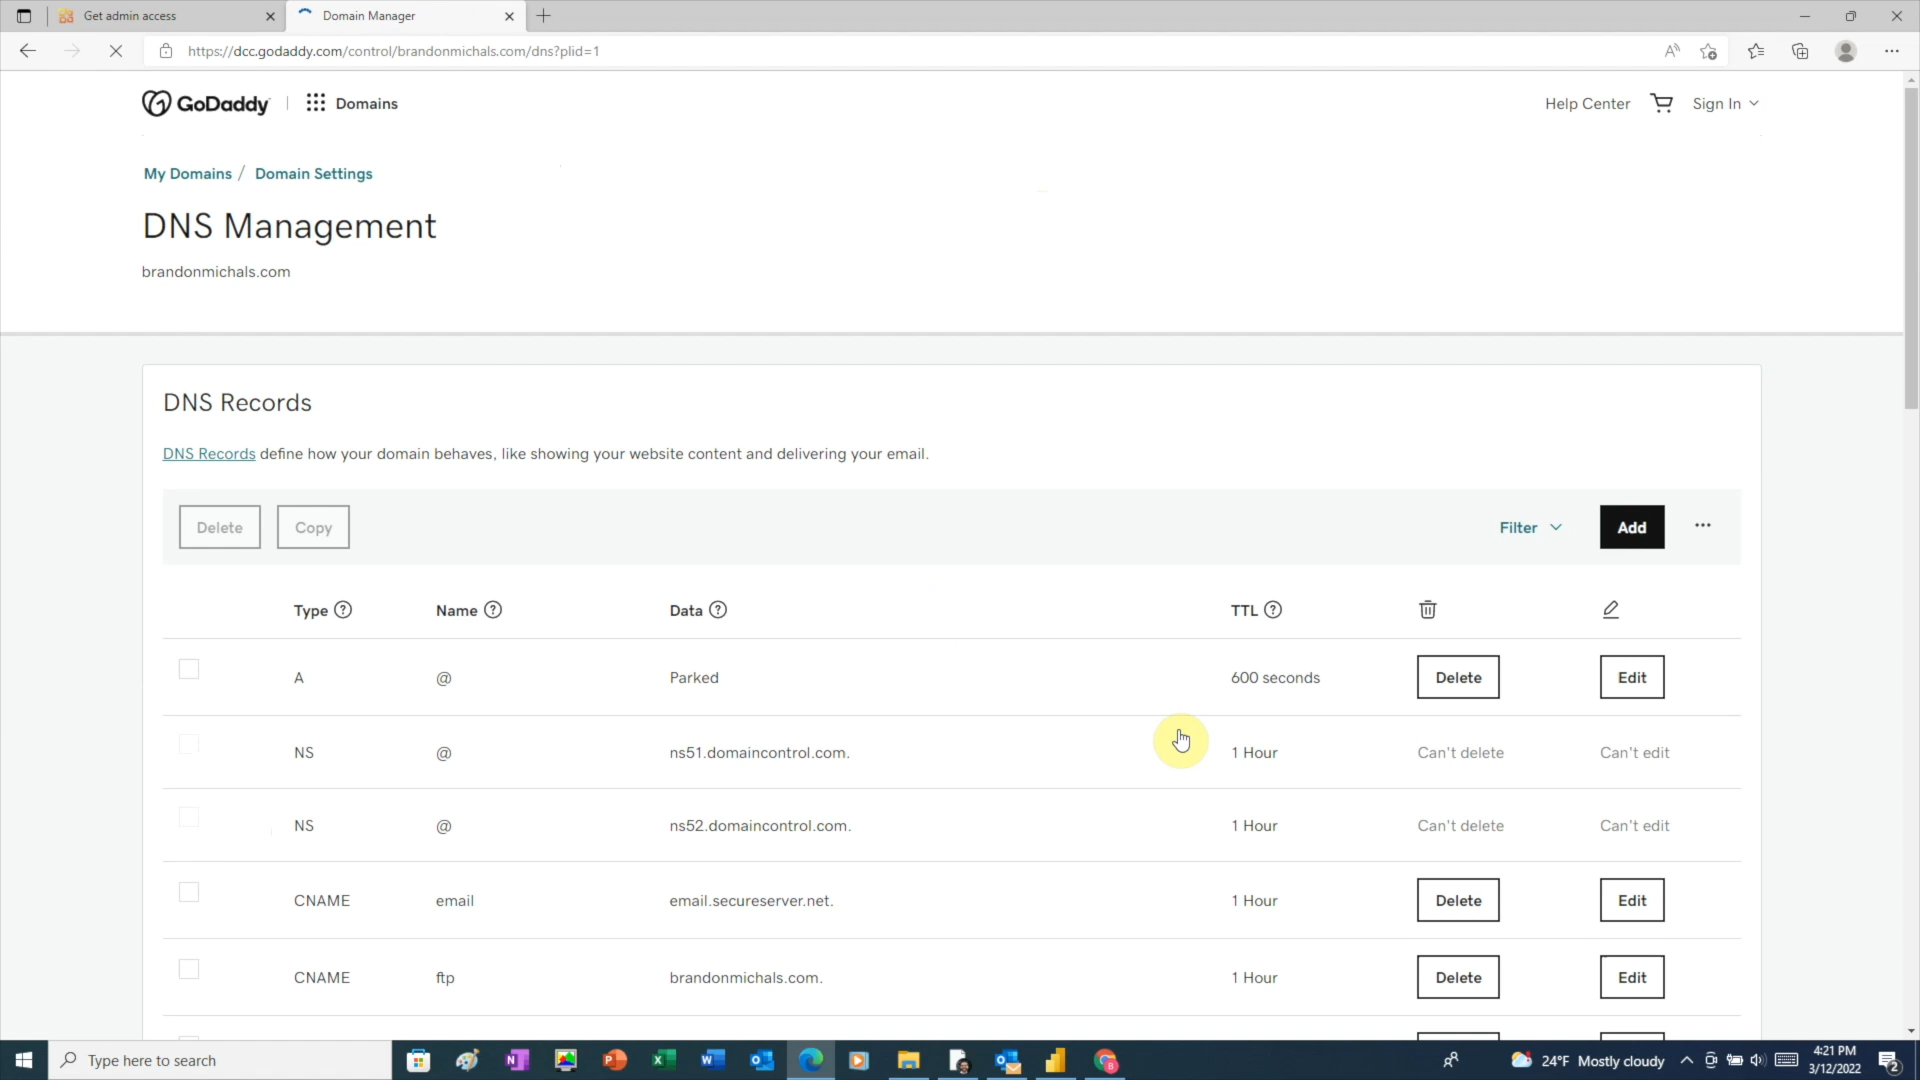 Get admin access
Domain Manager
https://dcc.godaddy.com/control/brandonmichals.com/dns?plid=1
GoDaddy
Domains
Help Center
Sign In
My Domains / Domain Settings
DNS Management
brandonmichals.com
DNS Records
DNS Records define how your domain behaves, like showing your website content and delivering your email.
Delete
Copy
Filter
Add
Type
Name
Data
TTL
A @ Parked 600 seconds Delete Edit
NS @ ns51.domaincontrol.com. 1 Hour Can't delete Can't edit
NS @ ns52.domaincontrol.com. 1 Hour Can't delete Can't edit
CNAME email email.secureserver.net. 1 Hour Delete Edit
CNAME ftp brandonmichals.com. 1 Hour Delete Edit
Type here to search
24°F Mostly cloudy
4:21 PM
3/12/2022
2